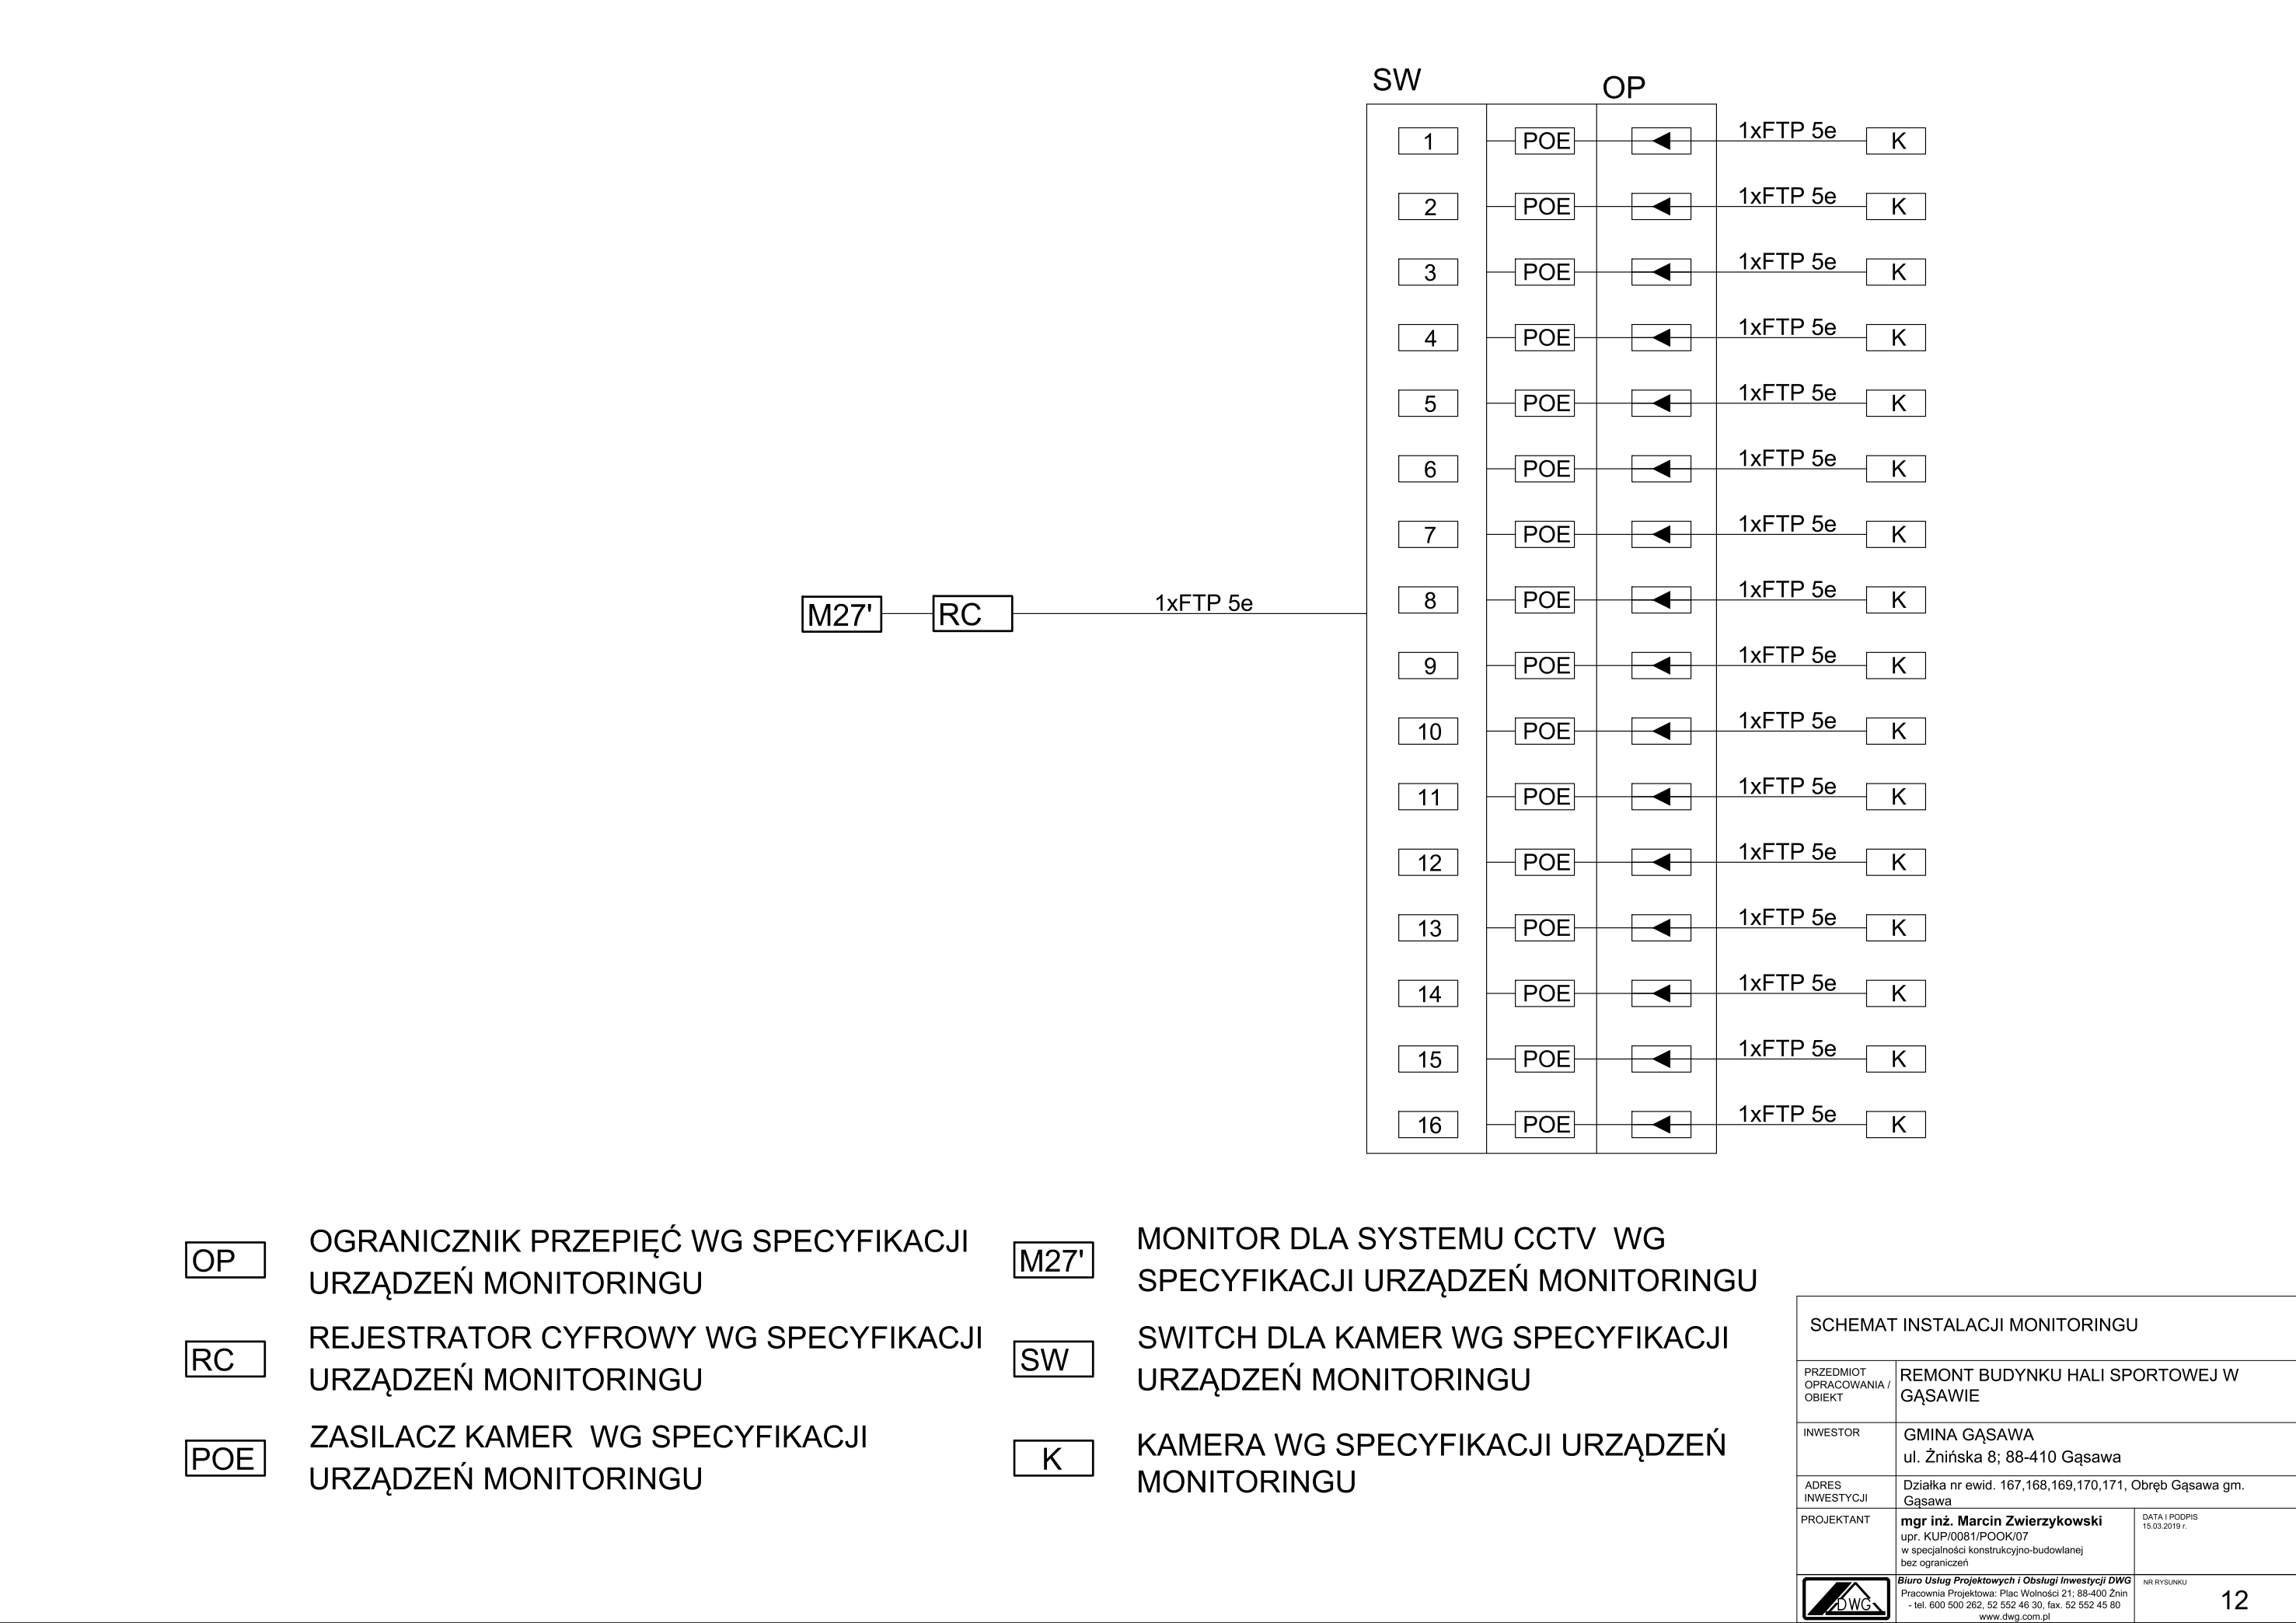 SW
OP
1 POE 1xFTP 5e K
2 POE 1xFTP 5e K
3 POE 1xFTP 5e K
4 POE 1xFTP 5e K
5 POE 1xFTP 5e K
6 POE 1xFTP 5e K
7 POE 1xFTP 5e K
8 POE 1xFTP 5e K
M27' RC 1xFTP 5e
9 POE 1xFTP 5e K
10 POE 1xFTP 5e K
11 POE 1xFTP 5e K
12 POE 1xFTP 5e K
13 POE 1xFTP 5e K
14 POE 1xFTP 5e K
15 POE 1xFTP 5e K
16 POE 1xFTP 5e K
OP
OGRANICZNIK PRZEPIĘĆ WG SPECYFIKACJI
URZĄDZEŃ MONITORINGU
RC
REJESTRATOR CYFROWY WG SPECYFIKACJI
URZĄDZEŃ MONITORINGU
POE
ZASILACZ KAMER WG SPECYFIKACJI
URZĄDZEŃ MONITORINGU
M27'
MONITOR DLA SYSTEMU CCTV WG
SPECYFIKACJI URZĄDZEŃ MONITORINGU
SW
SWITCH DLA KAMER WG SPECYFIKACJI
URZĄDZEŃ MONITORINGU
K
KAMERA WG SPECYFIKACJI URZĄDZEŃ
MONITORINGU
SCHEMAT INSTALACJI MONITORINGU
PRZEDMIOT
OPRACOWANIA /
OBIEKT
REMONT BUDYNKU HALI SPORTOWEJ W
GĄSAWIE
INWESTOR
GMINA GĄSAWA
ul. Żnińska 8; 88-410 Gąsawa
ADRES
INWESTYCJI
Działka nr ewid. 167,168,169,170,171, Obręb Gąsawa gm.
Gąsawa
PROJEKTANT
mgr inż. Marcin Zwierzykowski
upr. KUP/0081/POOK/07
w specjalności konstrukcyjno-budowlanej
bez ograniczeń
DATA I PODPIS
15.03.2019 r.
DWG
Biuro Usług Projektowych i Obsługi Inwestycji DWG
Pracownia Projektowa: Plac Wolności 21; 88-400 Żnin
- tel. 600 500 262, 52 552 46 30, fax. 52 552 45 80
www.dwg.com.pl
NR RYSUNKU
12